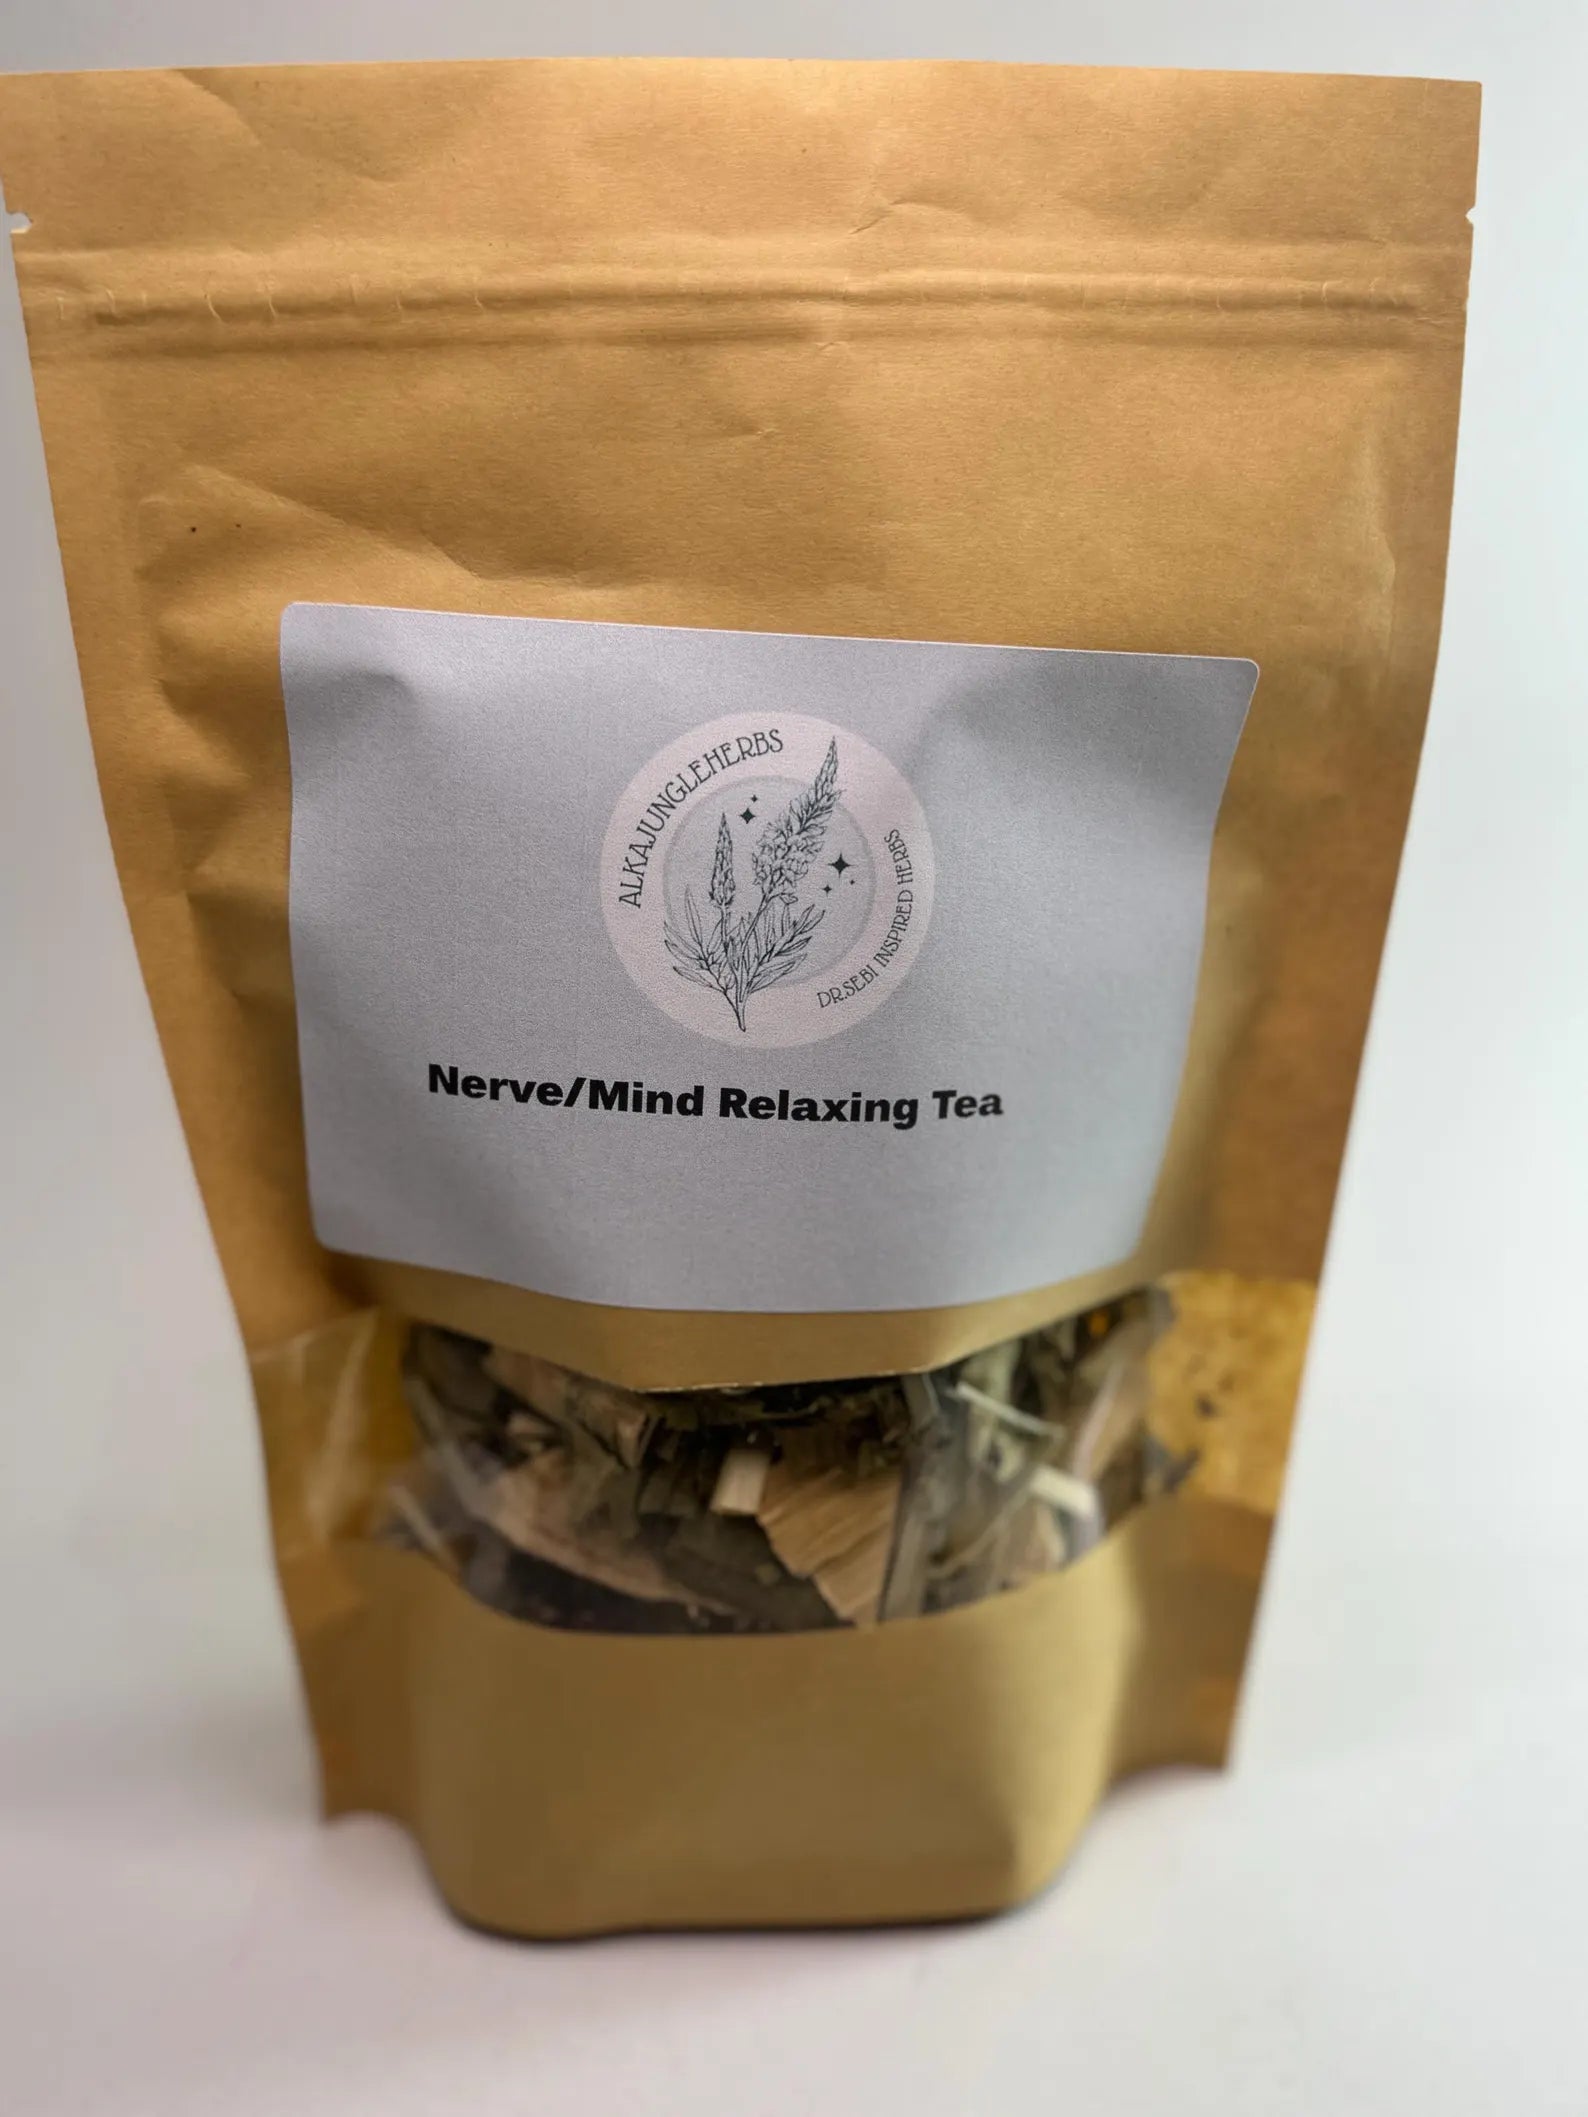 ALKAJUNGLEHERBS
DR.SEBI INSPIRED HERBS
Nerve/Mind Relaxing Tea